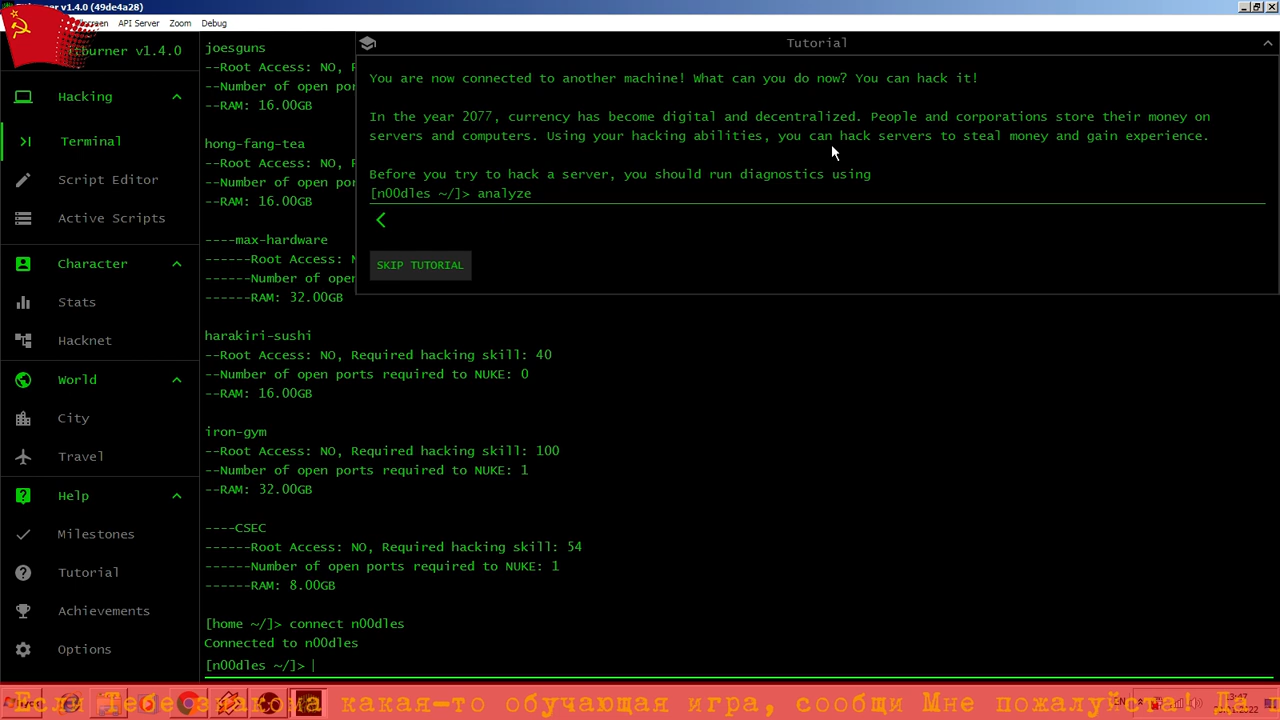 burner v1.4.0 (49de4a28)
screen API Server Zoom Debug
burner v1.4.0
Hacking
Terminal
Script Editor
Active Scripts
Character
Stats
Hacknet
World
City
Travel
Help
Milestones
Tutorial
Achievements
Options
joesguns
--Root Access: NO,
--Number of open por
--RAM: 16.00GB
hong-fang-tea
--Root Access: NO,
--Number of open por
--RAM: 16.00GB
----max-hardware
------Root Access:
------Number of open
------RAM: 32.00GB
harakiri-sushi
--Root Access: NO, Required hacking skill: 40
--Number of open ports required to NUKE: 0
--RAM: 16.00GB
iron-gym
--Root Access: NO, Required hacking skill: 100
--Number of open ports required to NUKE: 1
--RAM: 32.00GB
----CSEC
------Root Access: NO, Required hacking skill: 54
------Number of open ports required to NUKE: 1
------RAM: 8.00GB
[home ~/]> connect n00dles
Connected to n00dles
[n00dles ~/]>
Tutorial
You are now connected to another machine! What can you do now? You can hack it!
In the year 2077, currency has become digital and decentralized. People and corporations store their money on
servers and computers. Using your hacking abilities, you can hack servers to steal money and gain experience.
Before you try to hack a server, you should run diagnostics using
[n00dles ~/]> analyze
SKIP TUTORIAL
Если Тебе знакома какая-то обучающая игра, сообщи Мне пожалуйста! Да